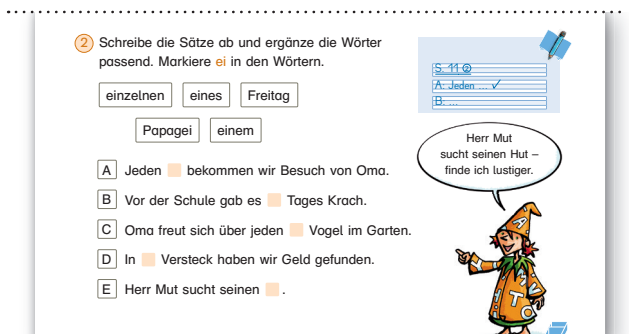 2 Schreibe die Sätze ab und ergänze die Wörter
passend. Markiere ei in den Wörtern.
einzelnen eines Freitag
Papagei einem
A Jeden bekommen wir Besuch von Oma.
B Vor der Schule gab es Tages Krach.
C Oma freut sich über jeden Vogel im Garten.
D In Versteck haben wir Geld gefunden.
E Herr Mut sucht seinen .
S. 11 ②
A: Jeden ... ✓
B: ...
Herr Mut
sucht seinen Hut –
finde ich lustiger.